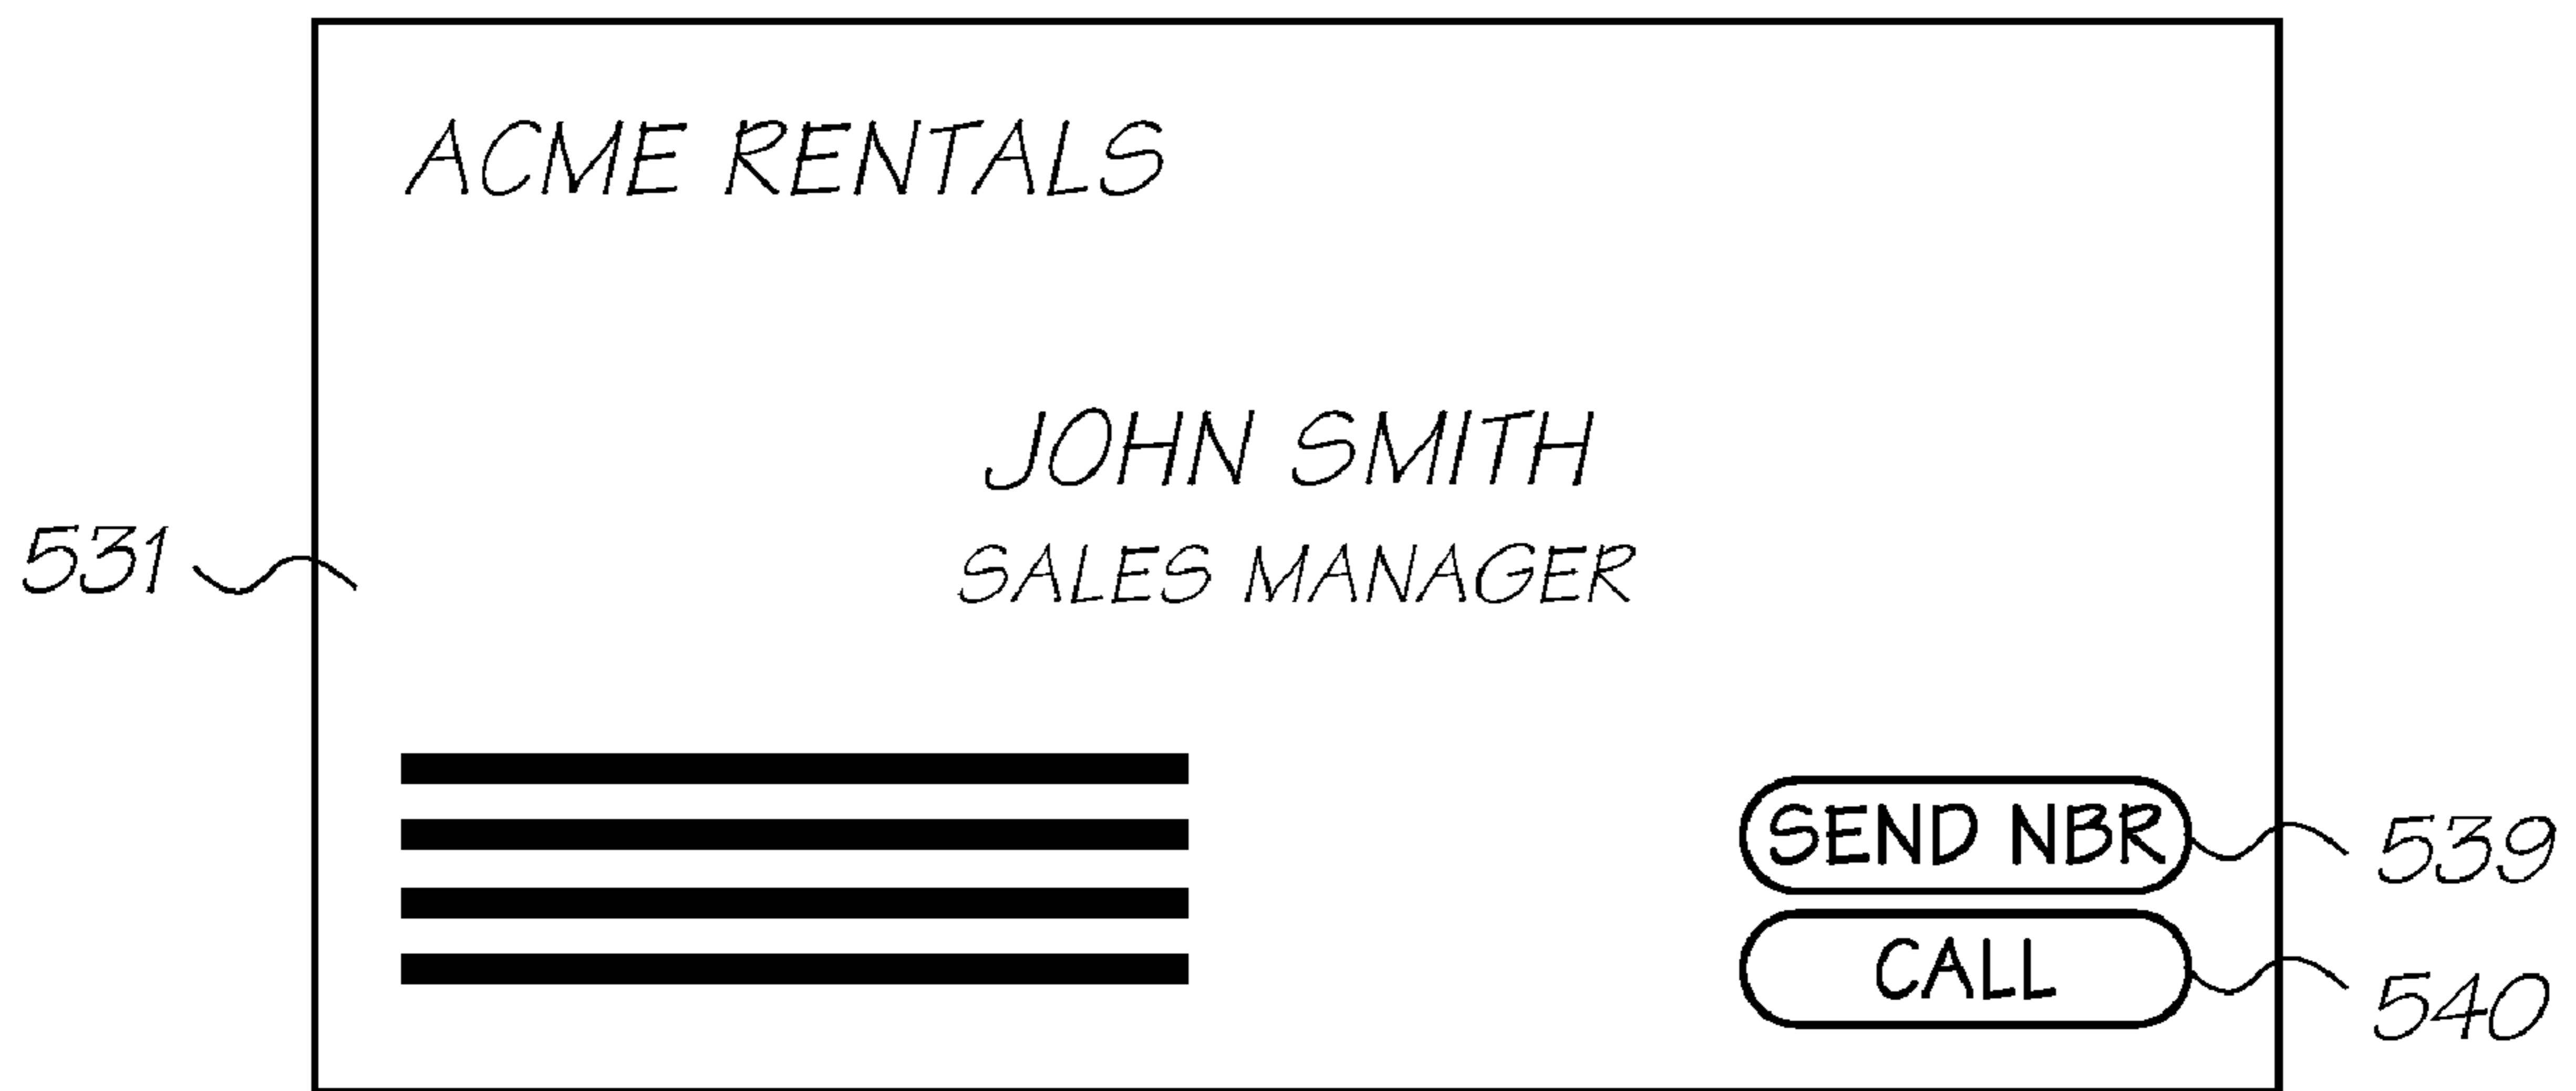 ACME RENTALS
JOHN SMITH
531
SALES MANAGER
SEND NBR
539
CALL
540